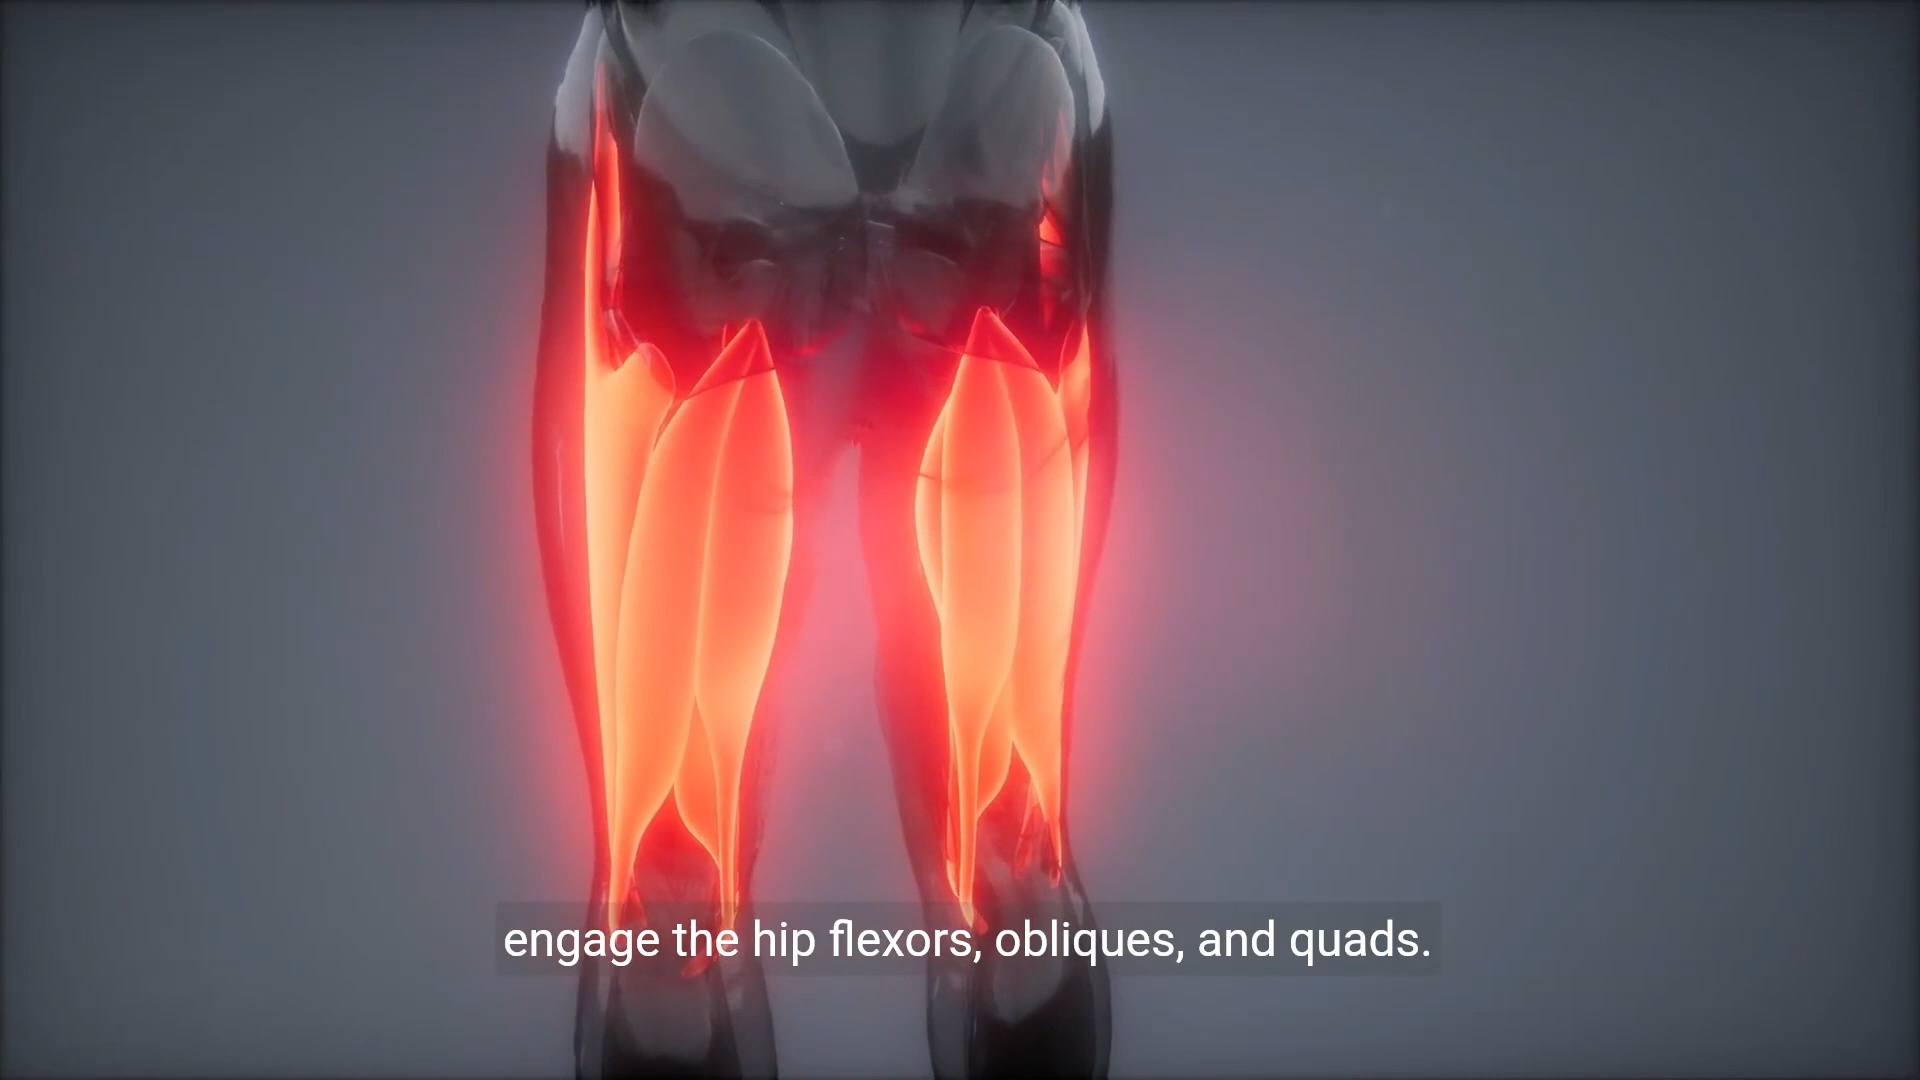 engage the hip flexors, obliques, and quads.